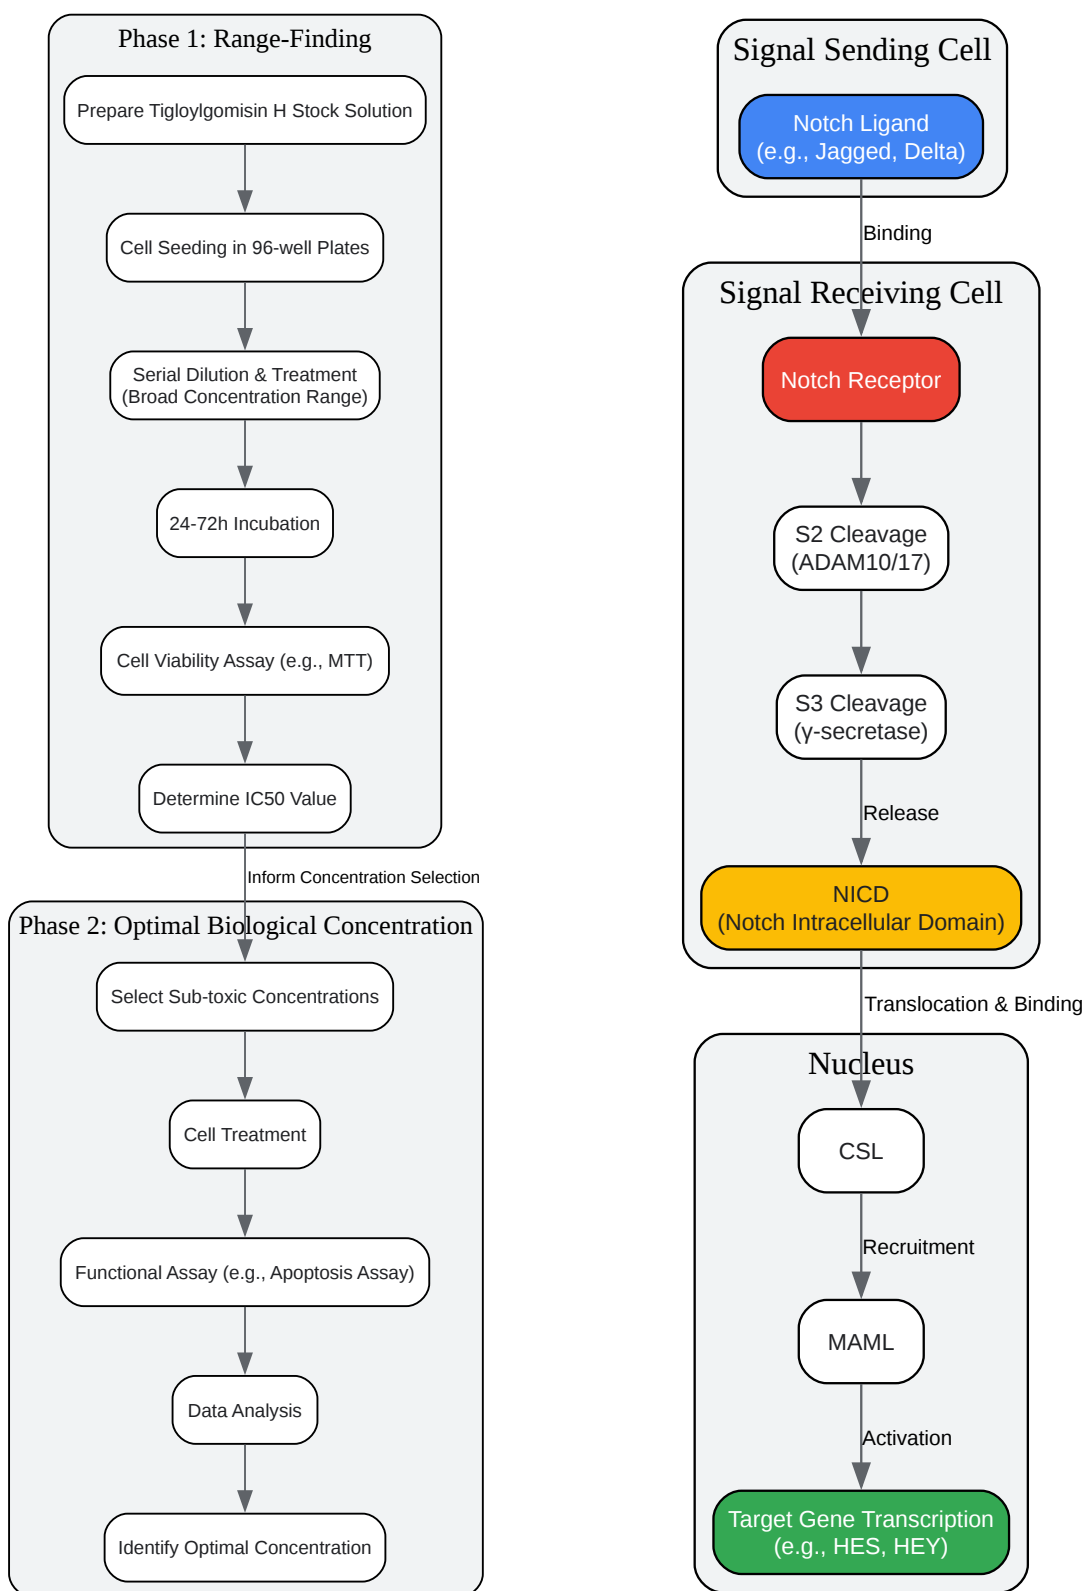 Phase 1: Range-Finding
Prepare Tigloylgomisin H Stock Solution
Cell Seeding in 96-well Plates
Serial Dilution & Treatment
(Broad Concentration Range)
24-72h Incubation
Cell Viability Assay (e.g., MTT)
Determine IC50 Value
Inform Concentration Selection
Phase 2: Optimal Biological Concentration
Select Sub-toxic Concentrations
Cell Treatment
Functional Assay (e.g., Apoptosis Assay)
Data Analysis
Identify Optimal Concentration
Signal Sending Cell
Notch Ligand
(e.g., Jagged, Delta)
Binding
Signal Receiving Cell
Notch Receptor
S2 Cleavage
(ADAM10/17)
S3 Cleavage
(γ-secretase)
Release
NICD
(Notch Intracellular Domain)
Translocation & Binding
Nucleus
CSL
Recruitment
MAML
Activation
Target Gene Transcription
(e.g., HES, HEY)